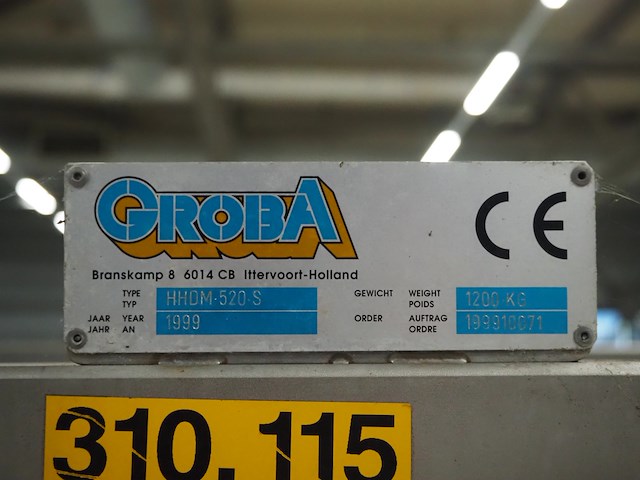 GROBA
CE
Branskamp 8 6014 CB Ittervoort-Holland
TYPE HHDM-520-S GEWICHT WEIGHT 1200 KG
TYP POIDS
JAAR YEAR 1999 ORDER AUFTRAG 199910071
JAHR AN ORDRE
310.115